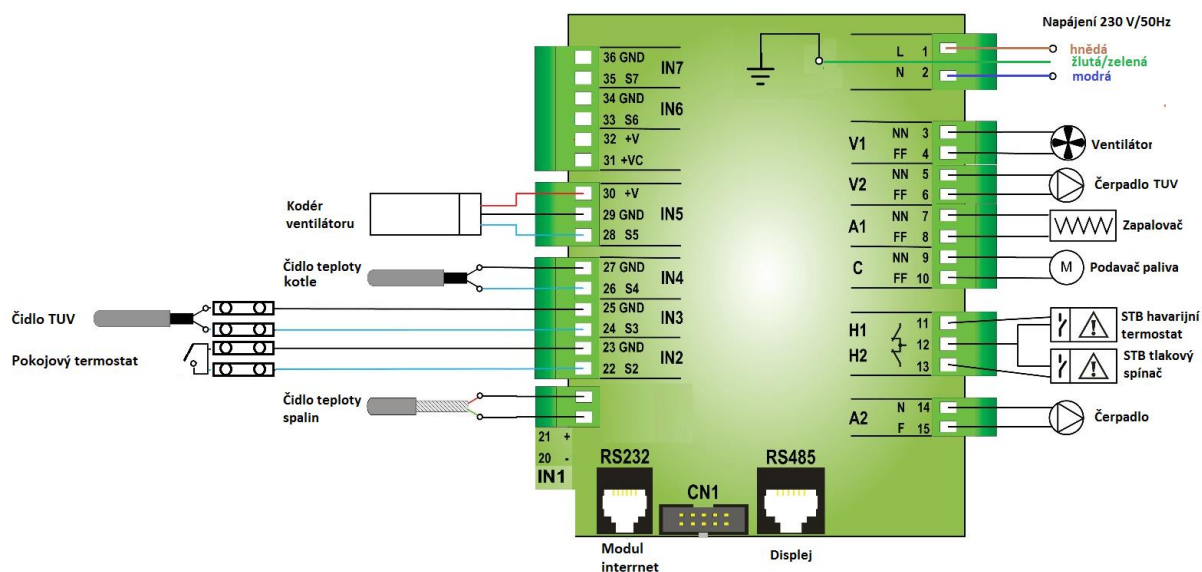 Napájení 230 V/50Hz
L 1
N 2
hnědá
žlutá/zelená
modrá
36 GND
35 S7
IN7
34 GND
33 S6
IN6
32 +V
31 +VC
30 +V
29 GND
28 S5
IN5
Kodér
ventilátoru
27 GND
26 S4
IN4
Čidlo teploty
kotle
25 GND
24 S3
IN3
Čidlo TUV
23 GND
22 S2
IN2
Pokojový termostat
Čidlo teploty
spalin
21 +
20 -
IN1
V1
NN 3
FF 4
Ventilátor
V2
NN 5
FF 6
Čerpadlo TUV
A1
NN 7
FF 8
Zapalovač
C
NN 9
FF 10
M
Podavač paliva
H1
H2
11
12
13
STB havarijní
termostat
STB tlakový
spínač
A2
N 14
F 15
Čerpadlo
RS232
CN1
RS485
Modul
interrnet
Displej